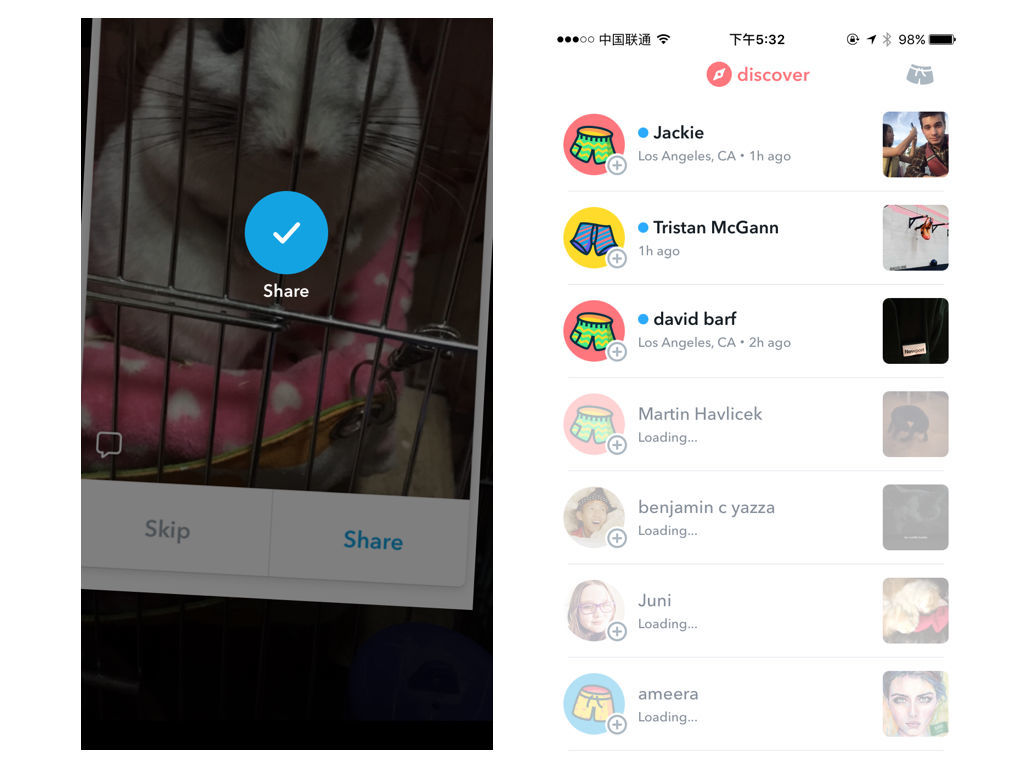 Share
Skip
Share
中国联通
下午5:32
98%
discover
Jackie
Los Angeles, CA • 1h ago
Tristan McGann
1h ago
david barf
Los Angeles, CA • 2h ago
Newport
Martin Havlicek
Loading...
benjamin c yazza
Loading...
Juni
Loading...
ameera
Loading...